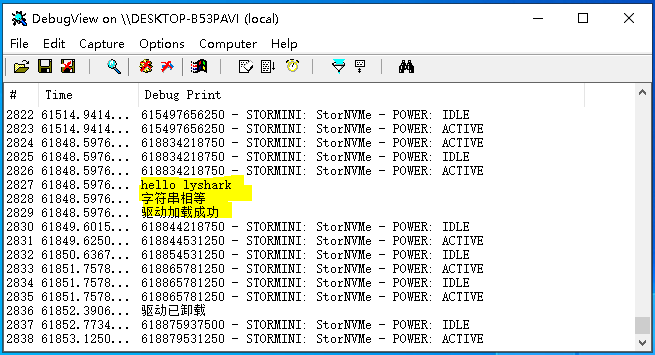 DebugView on \\DESKTOP-B53PAVI (local)
File Edit Capture Options Computer Help
# Time Debug Print
2822 61514.9414... 615497656250 - STORMINI: StorNVMe - POWER: IDLE
2823 61514.9414... 615497656250 - STORMINI: StorNVMe - POWER: ACTIVE
2824 61848.5976... 618834218750 - STORMINI: StorNVMe - POWER: ACTIVE
2825 61848.5976... 618834218750 - STORMINI: StorNVMe - POWER: IDLE
2826 61848.5976... 618834218750 - STORMINI: StorNVMe - POWER: ACTIVE
2827 61848.5976... hello lyshark
2828 61848.5976... 字符串相等
2829 61848.5976... 驱动加载成功
2830 61849.6015... 618844218750 - STORMINI: StorNVMe - POWER: IDLE
2831 61849.6250... 618844531250 - STORMINI: StorNVMe - POWER: ACTIVE
2832 61850.6367... 618854531250 - STORMINI: StorNVMe - POWER: IDLE
2833 61851.7578... 618865781250 - STORMINI: StorNVMe - POWER: ACTIVE
2834 61851.7578... 618865781250 - STORMINI: StorNVMe - POWER: IDLE
2835 61851.7578... 618865781250 - STORMINI: StorNVMe - POWER: ACTIVE
2836 61852.3906... 驱动已卸载
2837 61852.7734... 618875937500 - STORMINI: StorNVMe - POWER: IDLE
2838 61853.1250... 618879531250 - STORMINI: StorNVMe - POWER: ACTIVE